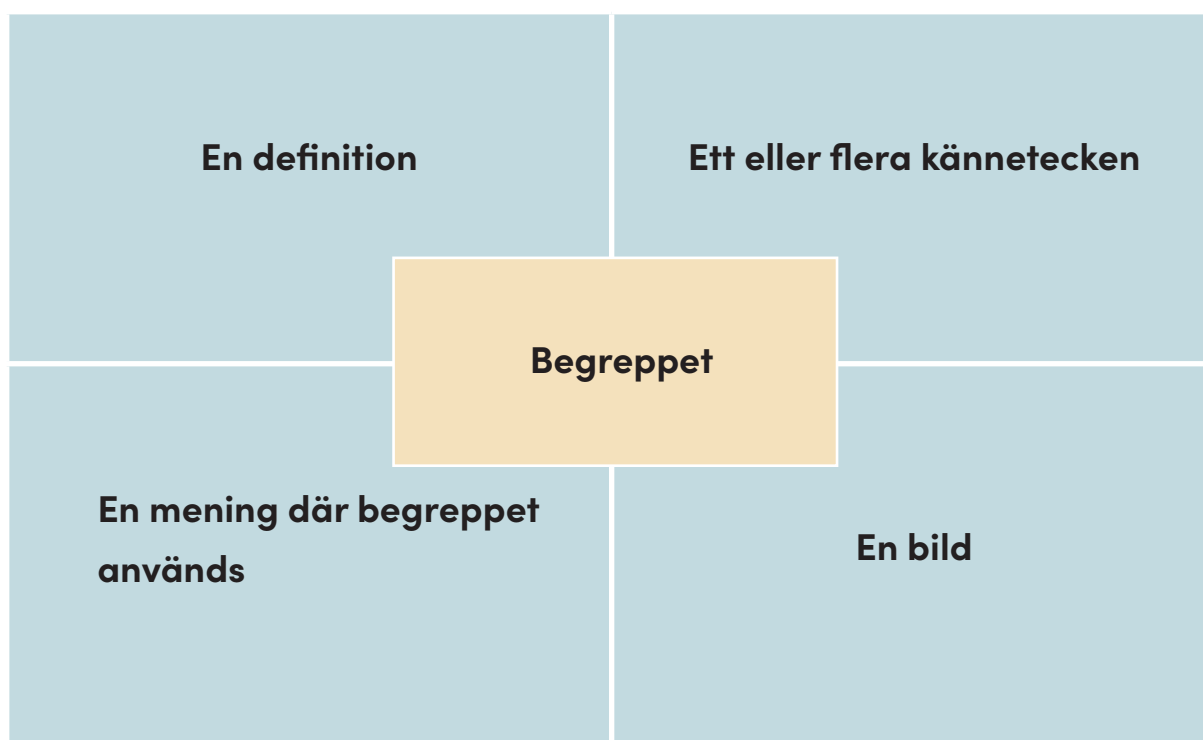 En definition
Ett eller flera kännetecken
Begreppet
En mening där begreppet
används
En bild